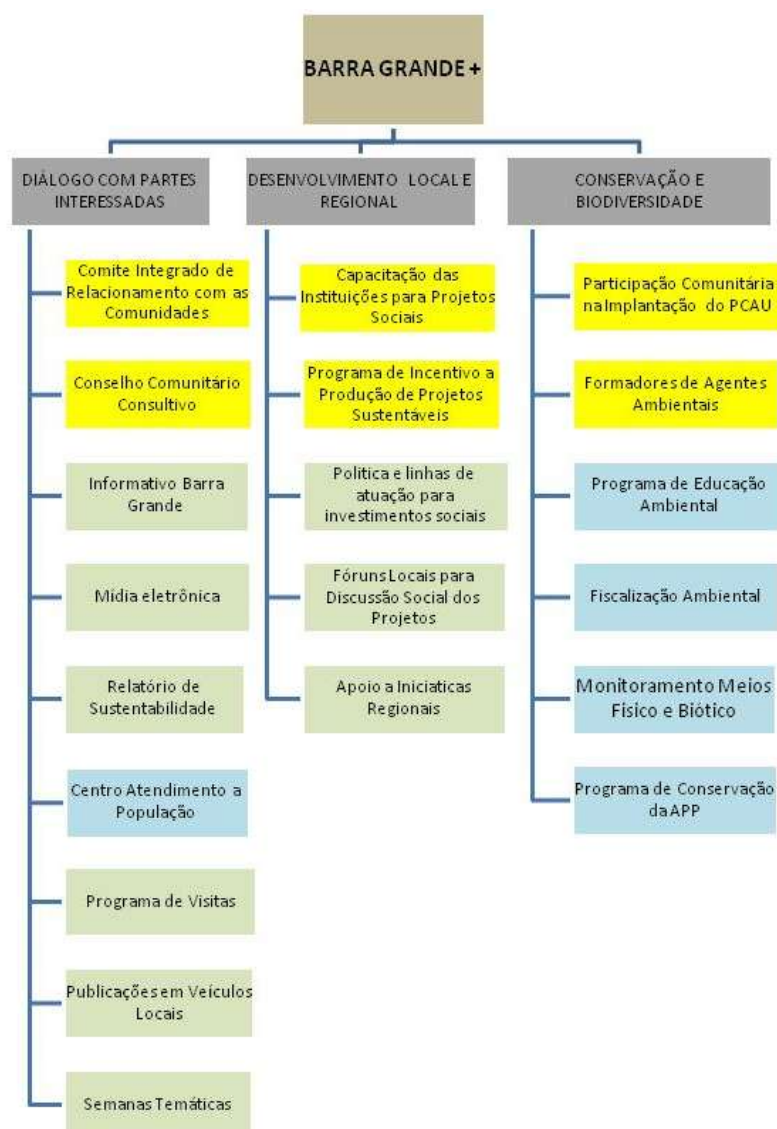 BARRA GRANDE +
DIÁLOGO COM PARTES
INTERESSADAS
Comite Integrado de
Relacionamento com as
Comunidades
Conselho Comunitário
Consultivo
Informativo Barra
Grande
Mídia eletrônica
Relatório de
Sustentabilidade
Centro Atendimento a
População
Programa de Visitas
Publicações em Veículos
Locais
Semanas Temáticas
DESENVOLVIMENTO LOCAL E
REGIONAL
Capacitação das
Instituições para Projetos
Sociais
Programa de Incentivo a
Produção de Projetos
Sustentáveis
Politica e linhas de
atuação para
investimentos sociais
Fóruns Locais para
Discussão Social dos
Projetos
Apoio a Iniciaticas
Regionais
CONSERVAÇÃO E
BIODIVERSIDADE
Participação Comunitária
na Implantação do PCAU
Formadores de Agentes
Ambientais
Programa de Educação
Ambiental
Fiscalização Ambiental
Monitoramento Meios
Físico e Biótico
Programa de Conservação
da APP